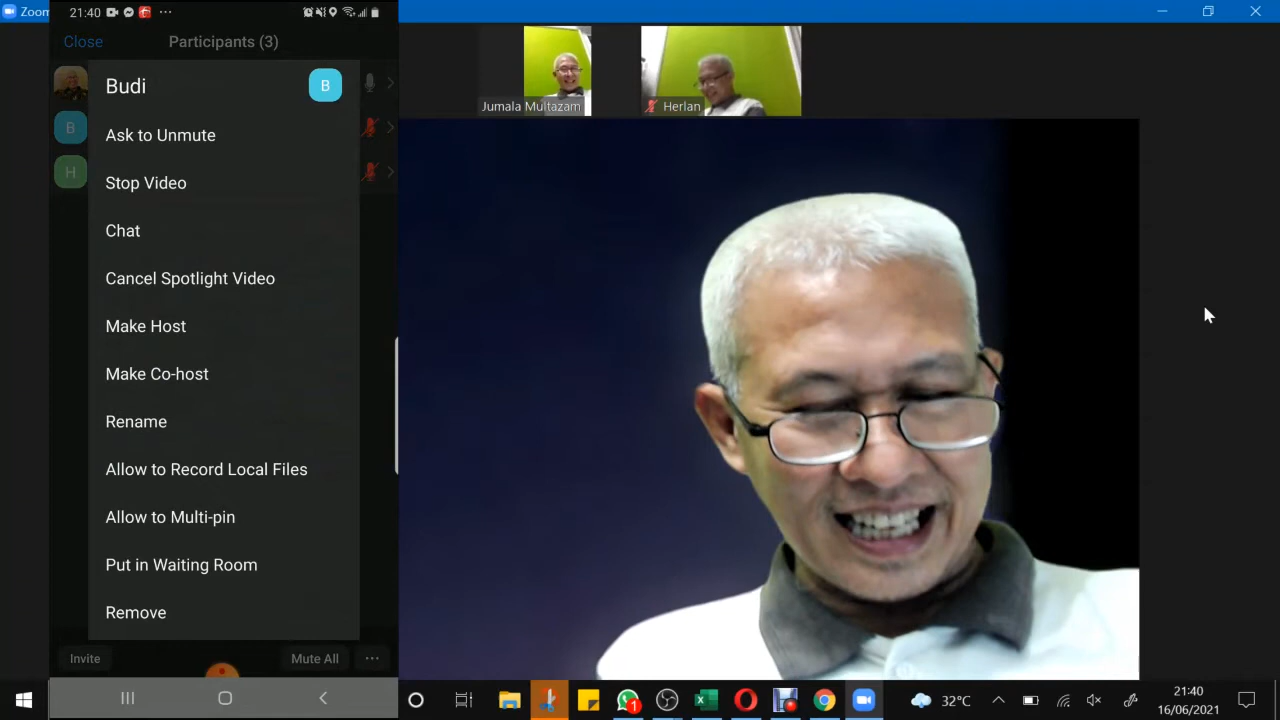 Zoom
21:40
Close
Participants (3)
Budi
B
B
H
Ask to Unmute
Stop Video
Chat
Cancel Spotlight Video
Make Host
Make Co-host
Rename
Allow to Record Local Files
Allow to Multi-pin
Put in Waiting Room
Remove
Invite
Mute All
Jumala Multazam
Herlan
1
32°C
21:40
16/06/2021